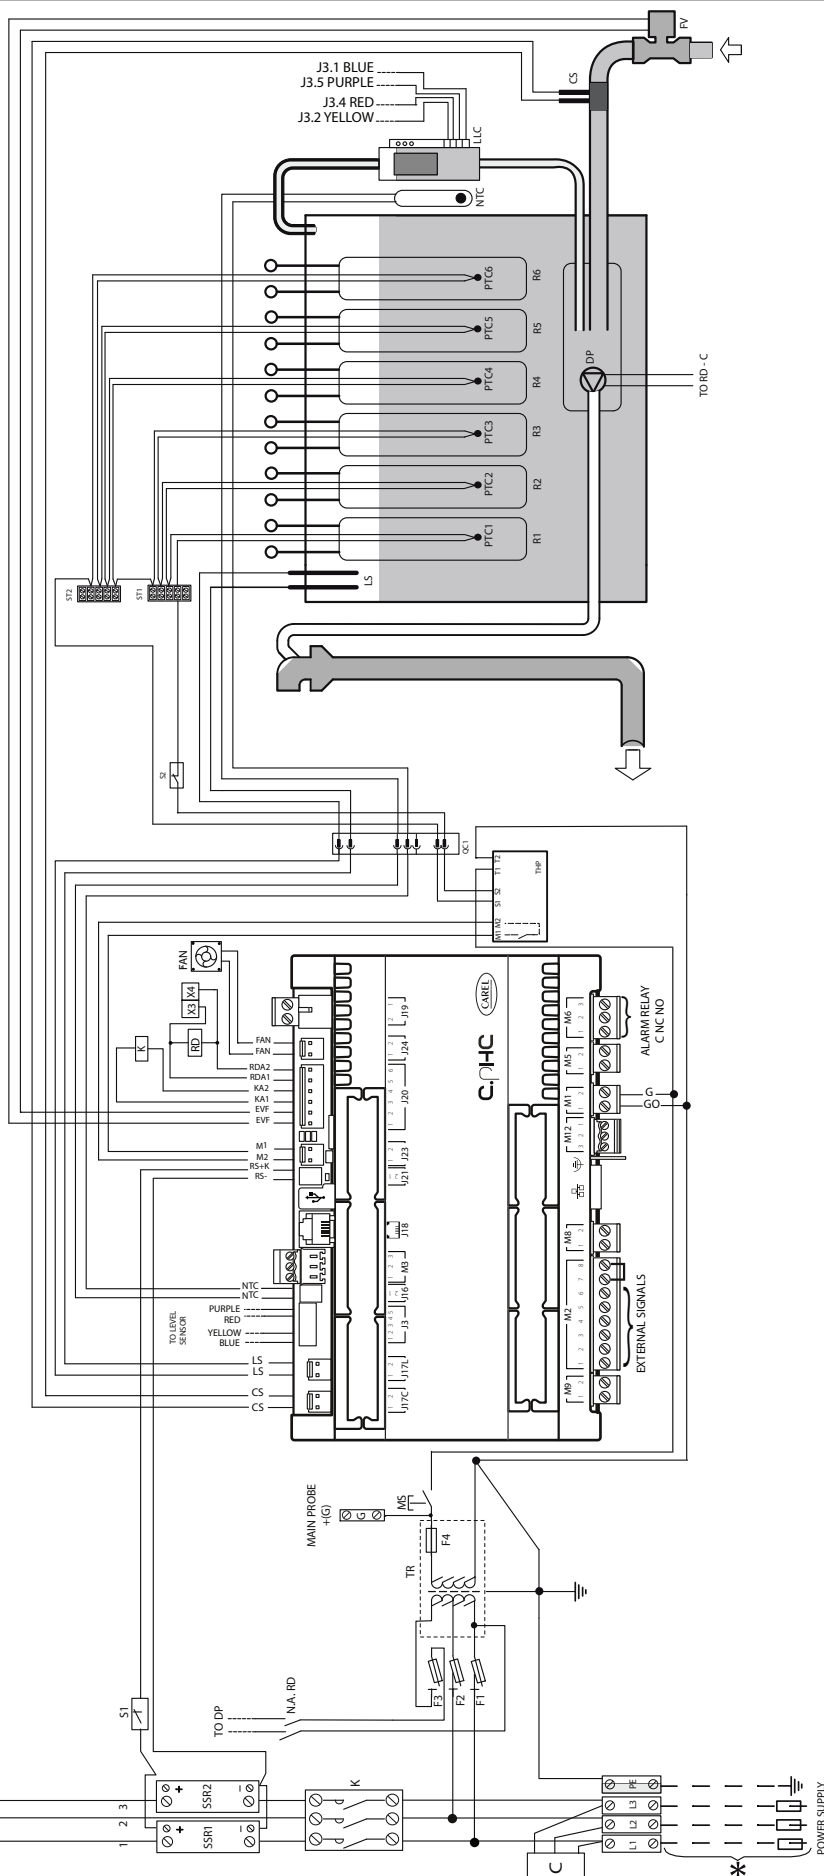 FV
CS
J3.1 BLUE
J3.5 PURPLE
J3.4 RED
J3.2 YELLOW
LLC
NTC
PTC6
R6
PTC5
R5
PTC4
R4
PTC3
R3
PTC2
R2
PTC1
R1
DP
TO RD - C
LS
ST2
ST1
S2
QC1
T1 T2
S1 S2
M1 M2
THP
FAN
X3 X4
RD
K
FAN
FAN
RDA2
RDA1
KA2
KA1
EVF
EVF
M1
M2
RS+K
RS-
NTC
NTC
PURPLE
RED
YELLOW
BLUE
TO LEVEL
SENSOR
LS
LS
CS
CS
J19
J24
J20
J23
J21
J18
M3
J16
J3
J17L
J17C
CAREL
c.pHC
M6
M5
M1
M12
M8
M2
M9
ALARM RELAY
C NC NO
G
GO
EXTERNAL SIGNALS
MAIN PROBE
+(G)
G
MS
F4
TR
F3
F2
F1
S1
TO DP
N.A. RD
SSR2
+ -
SSR1
+ -
1 2 3
K
PE
L3
L2
L1
C
*
POWER SUPPLY